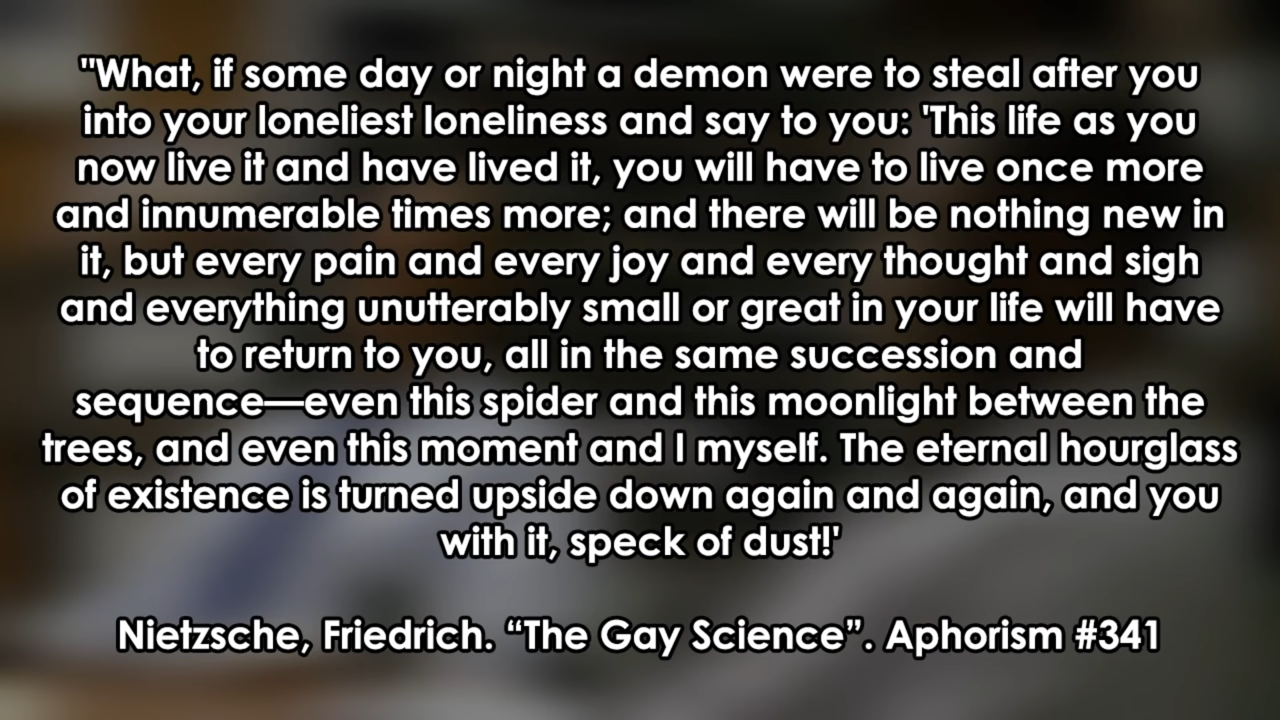 "What, if some day or night a demon were to steal after you
into your loneliest loneliness and say to you: 'This life as you
now live it and have lived it, you will have to live once more
and innumerable times more; and there will be nothing new in
it, but every pain and every joy and every thought and sigh
and everything unutterably small or great in your life will have
to return to you, all in the same succession and
sequence—even this spider and this moonlight between the
trees, and even this moment and I myself. The eternal hourglass
of existence is turned upside down again and again, and you
with it, speck of dust!'
Nietzsche, Friedrich. “The Gay Science”. Aphorism #341